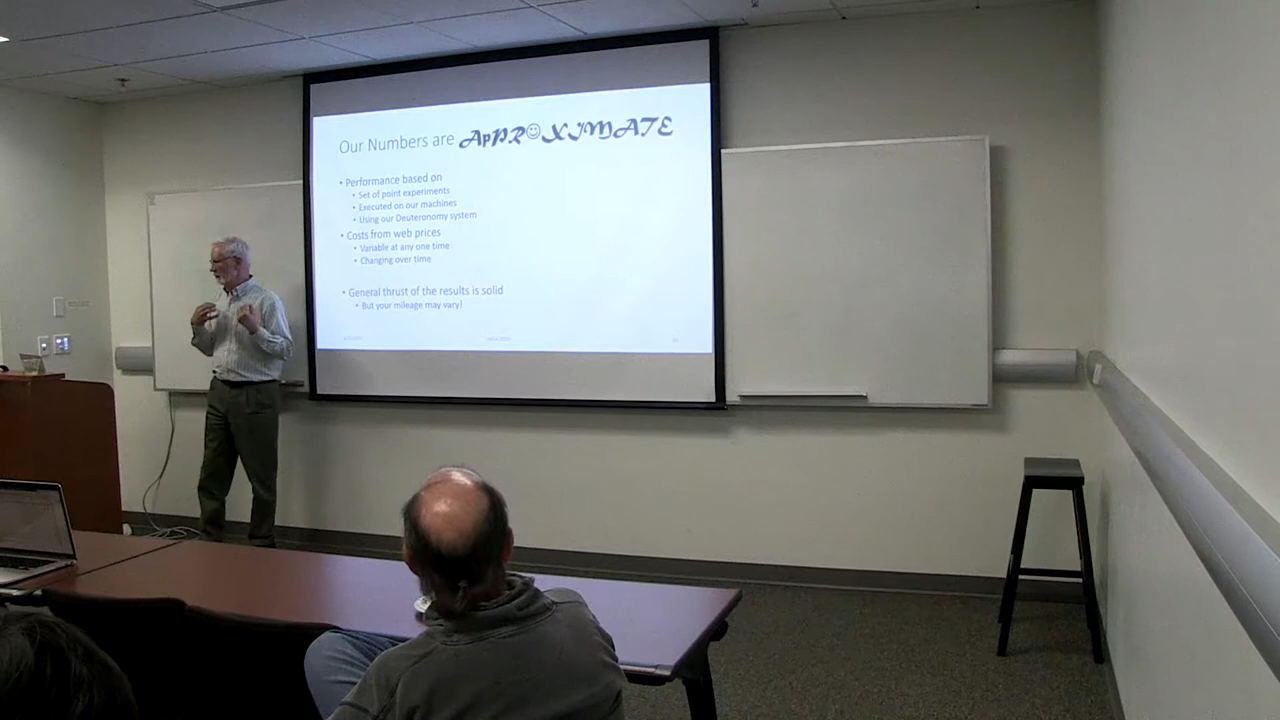 Our Numbers are APPR☺XIMATE
• Performance based on
• Set of point experiments
• Executed on our machines
• Using our Deuteronomy system
• Costs from web prices
• Variable at any one time
• Changing over time
• General thrust of the results is solid
• But your mileage may vary!